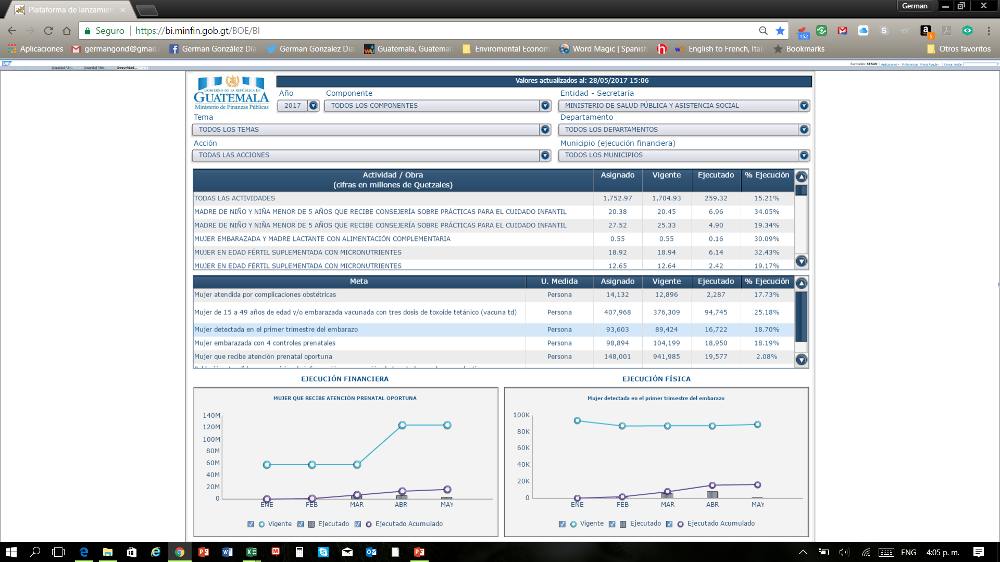 Plataforma de lanzamien
German
Seguro https://bi.minfin.gob.gt/BOE/BI
152
5
Aplicaciones germangond@gmail. German González Día German Gonzalez Dia Guatemala, Guatemal Enviromental Econom Word Magic | Spanish English to French, Ital Bookmarks Otros favoritos
SAP
Bienvenido: SESAN | Aplicaciones Preferencias Menú Ayuda | Cerrar sesión
Seguridad Alim... Seguridad Alim... Seguridad...
GOBIERNO DE LA REPÚBLICA DE
GUATEMALA
Ministerio de Finanzas Públicas
Valores actualizados al: 28/05/2017 15:06
Año Componente Entidad - Secretaría
2017 TODOS LOS COMPONENTES MINISTERIO DE SALUD PÚBLICA Y ASISTENCIA SOCIAL
Tema Departamento
TODOS LOS TEMAS TODOS LOS DEPARTAMENTOS
Acción Municipio (ejecución financiera)
TODAS LAS ACCIONES TODOS LOS MUNICIPIOS
Actividad / Obra Asignado Vigente Ejecutado % Ejecución
(cifras en millones de Quetzales)
TODAS LAS ACTIVIDADES 1,752.97 1,704.93 259.32 15.21%
MADRE DE NIÑO Y NIÑA MENOR DE 5 AÑOS QUE RECIBE CONSEJERÍA SOBRE PRÁCTICAS PARA EL CUIDADO INFANTIL 20.38 20.45 6.96 34.05%
MADRE DE NIÑO Y NIÑA MENOR DE 5 AÑOS QUE RECIBE CONSEJERÍA SOBRE PRÁCTICAS PARA EL CUIDADO INFANTIL 27.52 25.33 4.90 19.34%
MUJER EMBARAZADA Y MADRE LACTANTE CON ALIMENTACIÓN COMPLEMENTARIA 0.55 0.55 0.16 30.09%
MUJER EN EDAD FÉRTIL SUPLEMENTADA CON MICRONUTRIENTES 18.92 18.94 6.14 32.43%
MUJER EN EDAD FÉRTIL SUPLEMENTADA CON MICRONUTRIENTES 12.65 12.64 2.42 19.17%
Meta U. Medida Asignado Vigente Ejecutado % Ejecución
Mujer atendida por complicaciones obstétricas Persona 14,132 12,896 2,287 17.73%
Mujer de 15 a 49 años de edad y/o embarazada vacunada con tres dosis de toxoide tetánico (vacuna td) Persona 407,968 376,309 94,745 25.18%
Mujer detectada en el primer trimestre del embarazo Persona 93,603 89,424 16,722 18.70%
Mujer embarazada con 4 controles prenatales Persona 98,894 104,199 18,950 18.19%
Mujer que recibe atención prenatal oportuna Persona 148,001 941,985 19,577 2.08%
EJECUCIÓN FINANCIERA
MUJER QUE RECIBE ATENCIÓN PRENATAL OPORTUNA
140M
120M
100M
80M
60M
40M
20M
0
ENE FEB MAR ABR MAY
Vigente Ejecutado Ejecutado Acumulado
EJECUCIÓN FÍSICA
Mujer detectada en el primer trimestre del embarazo
100K
80K
60K
40K
20K
0
ENE FEB MAR ABR MAY
Vigente Ejecutado Ejecutado Acumulado
ENG 4:05 p. m.